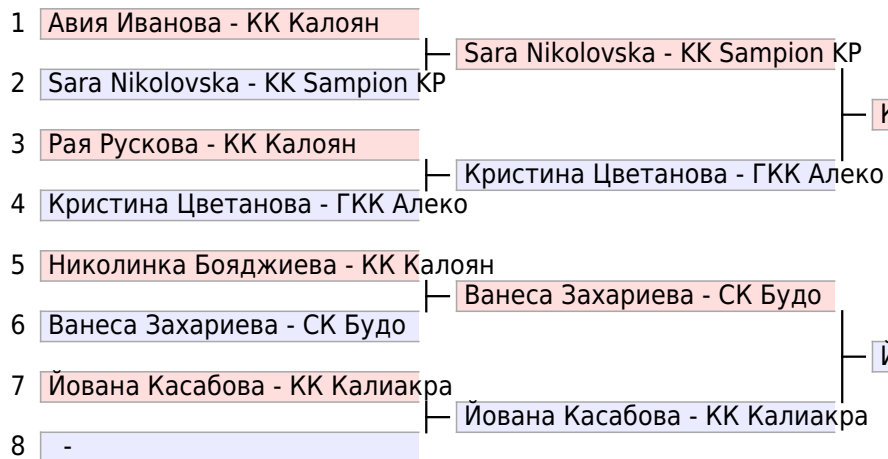 1 Авия Иванова - КК Калоян
2 Sara Nikolovska - KK Sampion KP
3 Рая Рускова - КК Калоян
4 Кристина Цветанова - ГКК Алеко
5 Николинка Бояджиева - КК Калоян
6 Ванеса Захариева - СК Будо
7 Йована Касабова - КК Калиакра
8 -
Sara Nikolovska - KK Sampion KP
Кристина Цветанова - ГКК Алеко
Ванеса Захариева - СК Будо
Йована Касабова - КК Калиакра